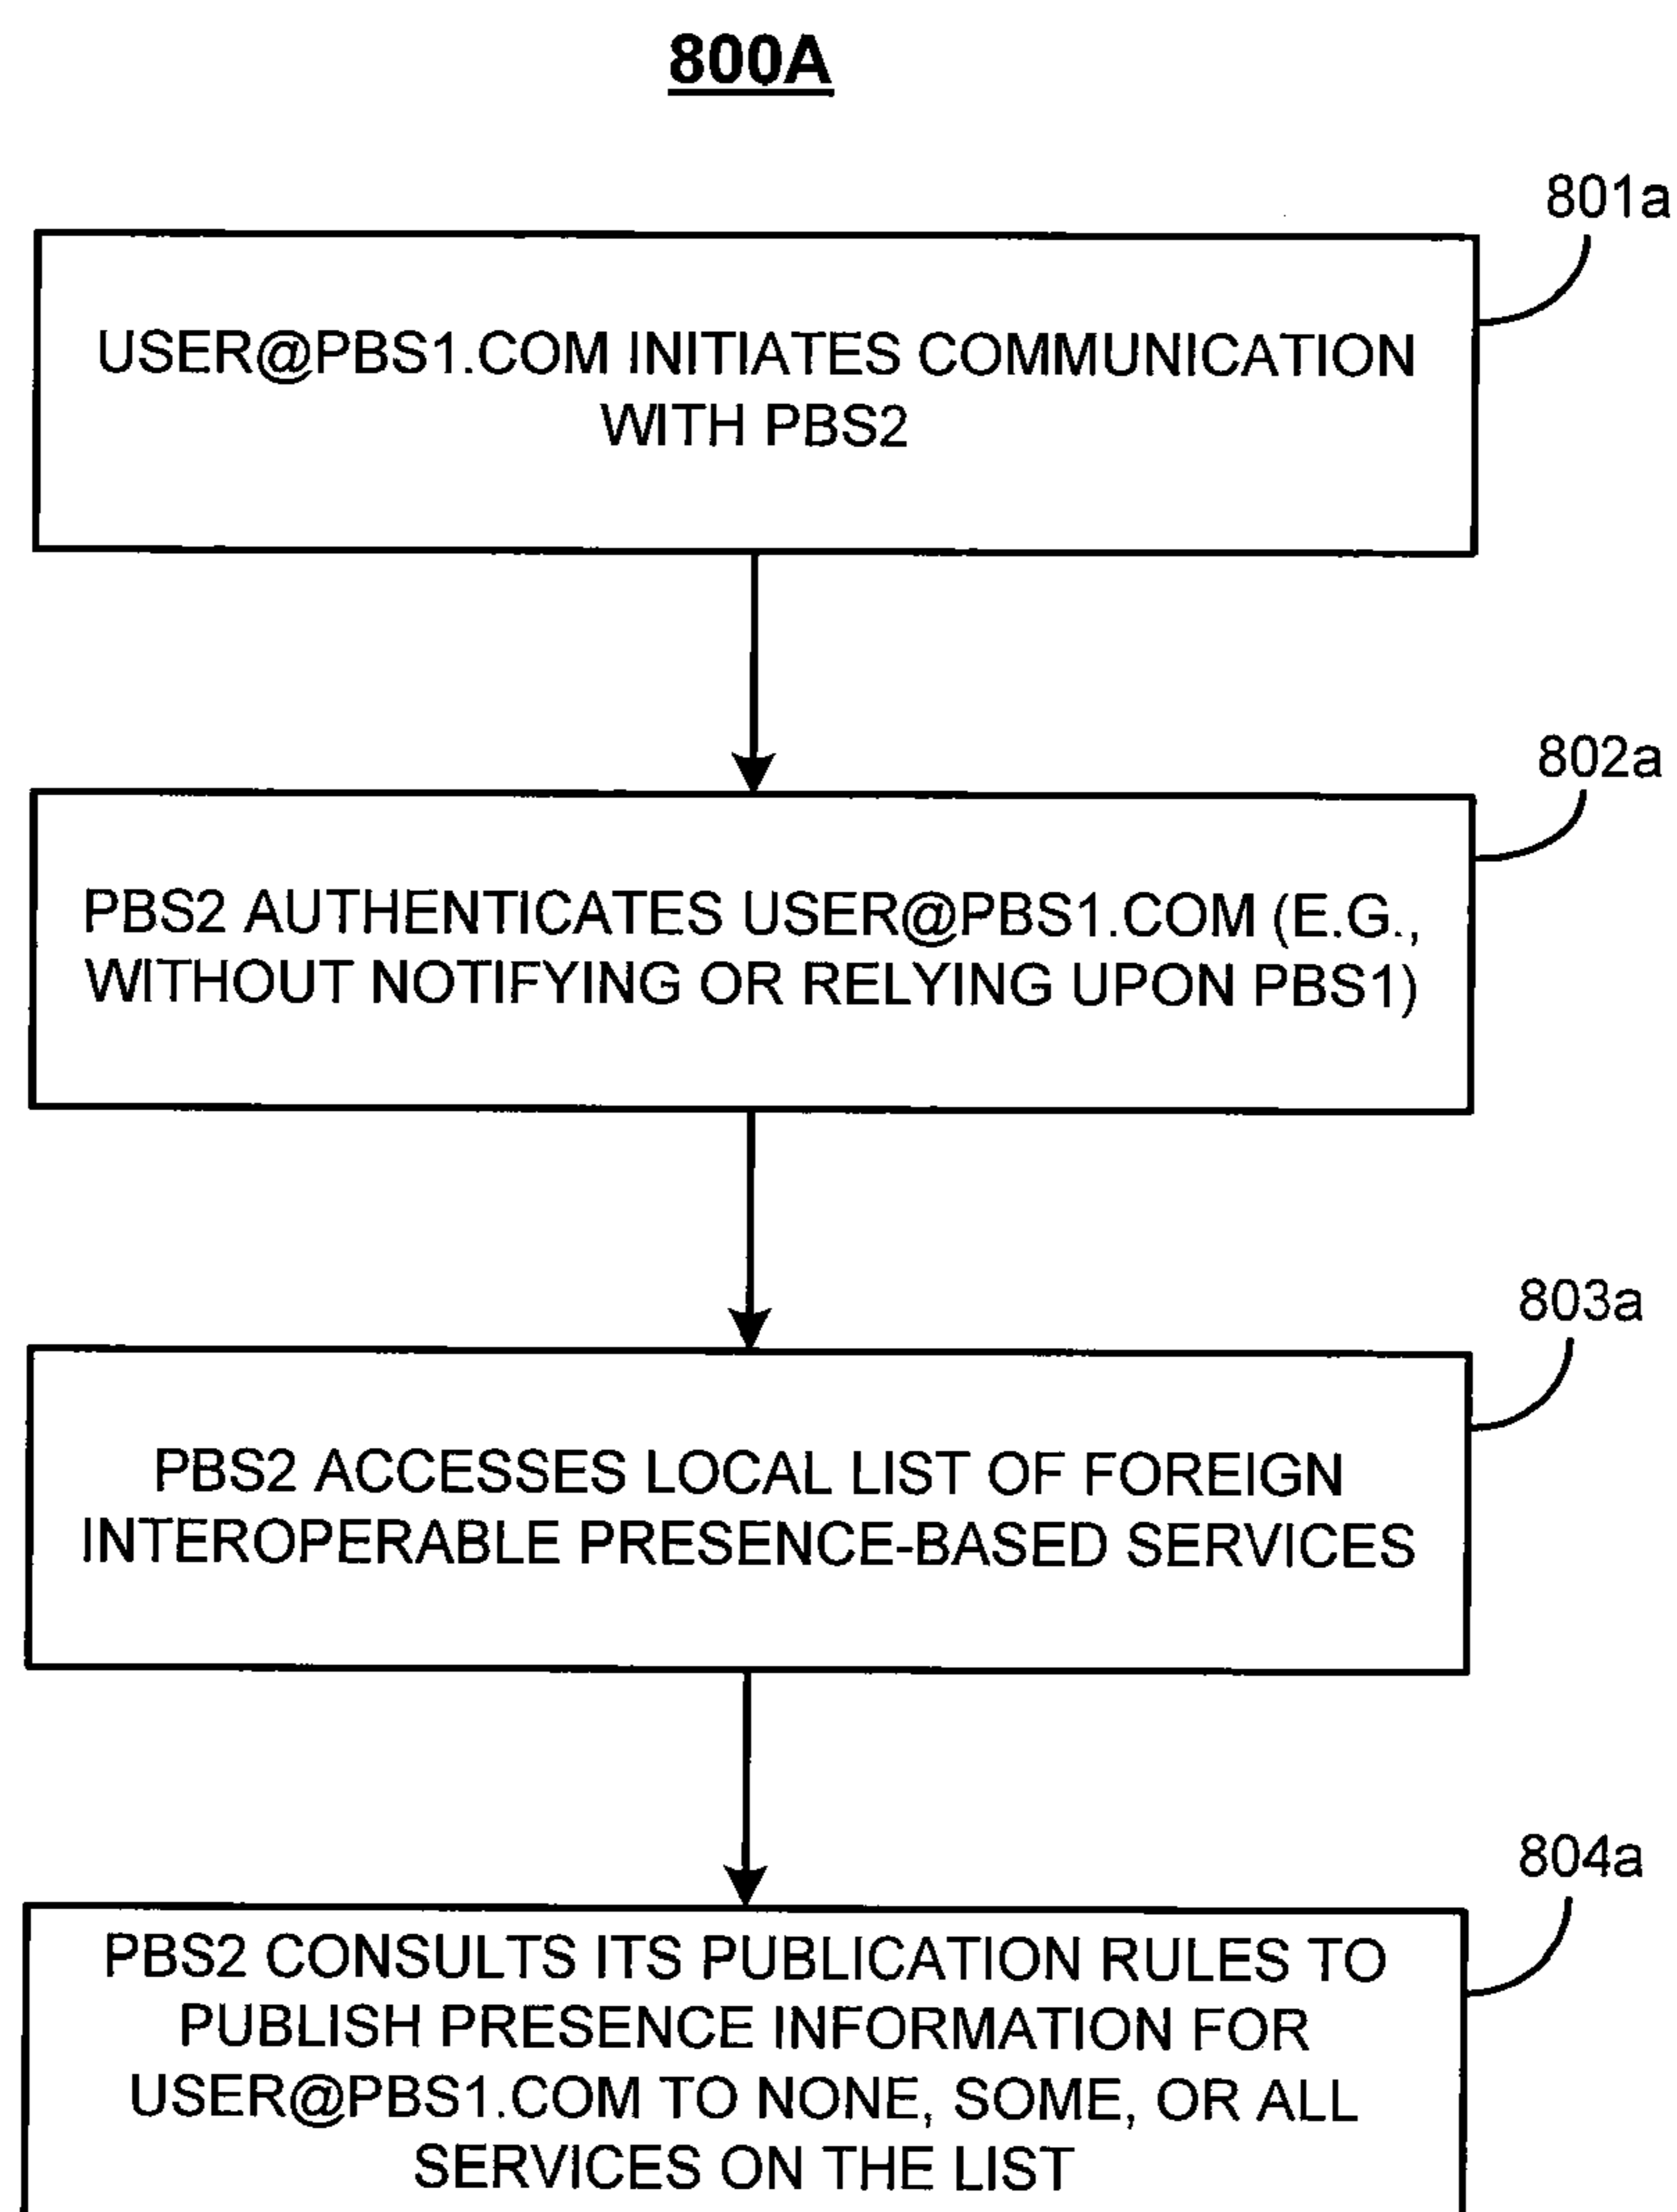 800A
801a
USER@PBS1.COM INITIATES COMMUNICATION
WITH PBS2
802a
PBS2 AUTHENTICATES USER@PBS1.COM (E.G.,
WITHOUT NOTIFYING OR RELYING UPON PBS1)
803a
PBS2 ACCESSES LOCAL LIST OF FOREIGN
INTEROPERABLE PRESENCE-BASED SERVICES
804a
PBS2 CONSULTS ITS PUBLICATION RULES TO
PUBLISH PRESENCE INFORMATION FOR
USER@PBS1.COM TO NONE, SOME, OR ALL
SERVICES ON THE LIST